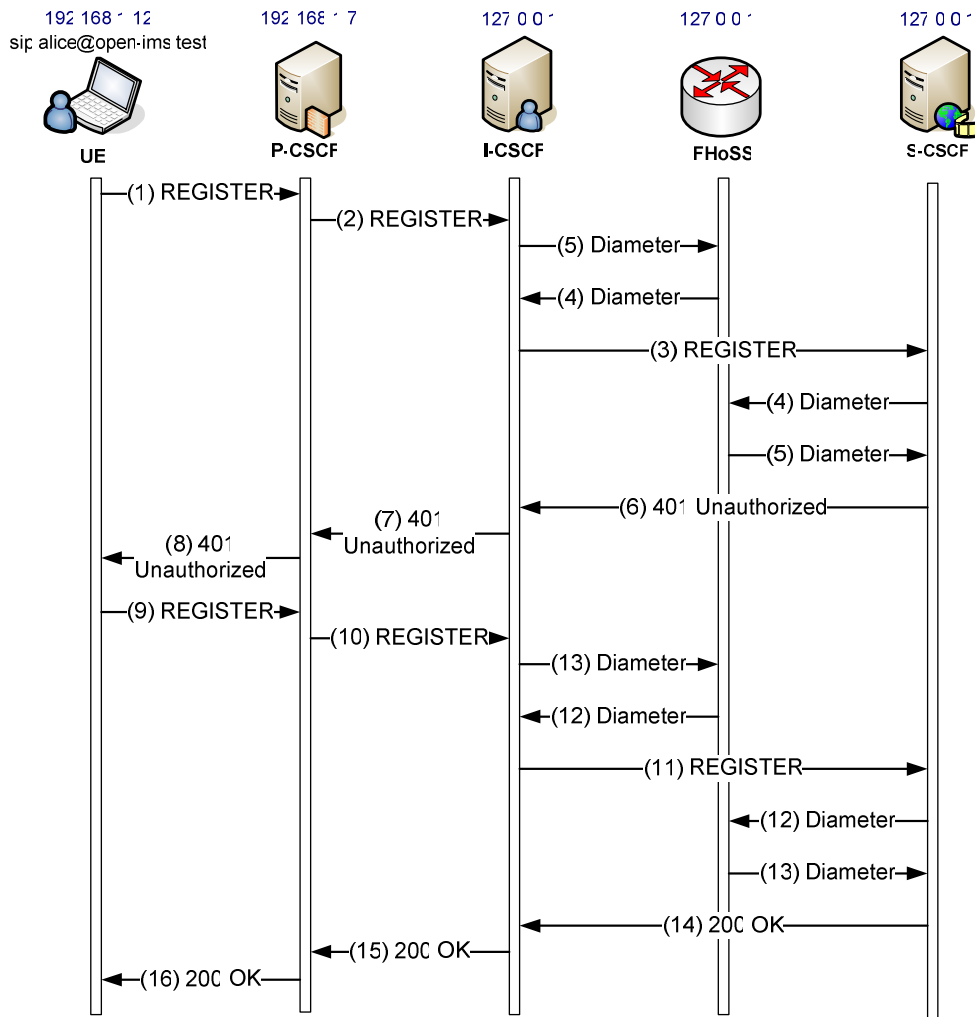 192 168 1 12
192 168 1 7
127 0 0 1
127 0 0 1
127 0 0 1
sip alice@open-ims test
UE
P-CSCF
I-CSCF
FHoSS
S-CSCF
(1) REGISTER
(2) REGISTER
(5) Diameter
(4) Diameter
(3) REGISTER
(4) Diameter
(5) Diameter
(6) 401 Unauthorized
(7) 401
Unauthorized
(8) 401
Unauthorized
(9) REGISTER
(10) REGISTER
(13) Diameter
(12) Diameter
(11) REGISTER
(12) Diameter
(13) Diameter
(14) 200 OK
(15) 200 OK
(16) 200 OK